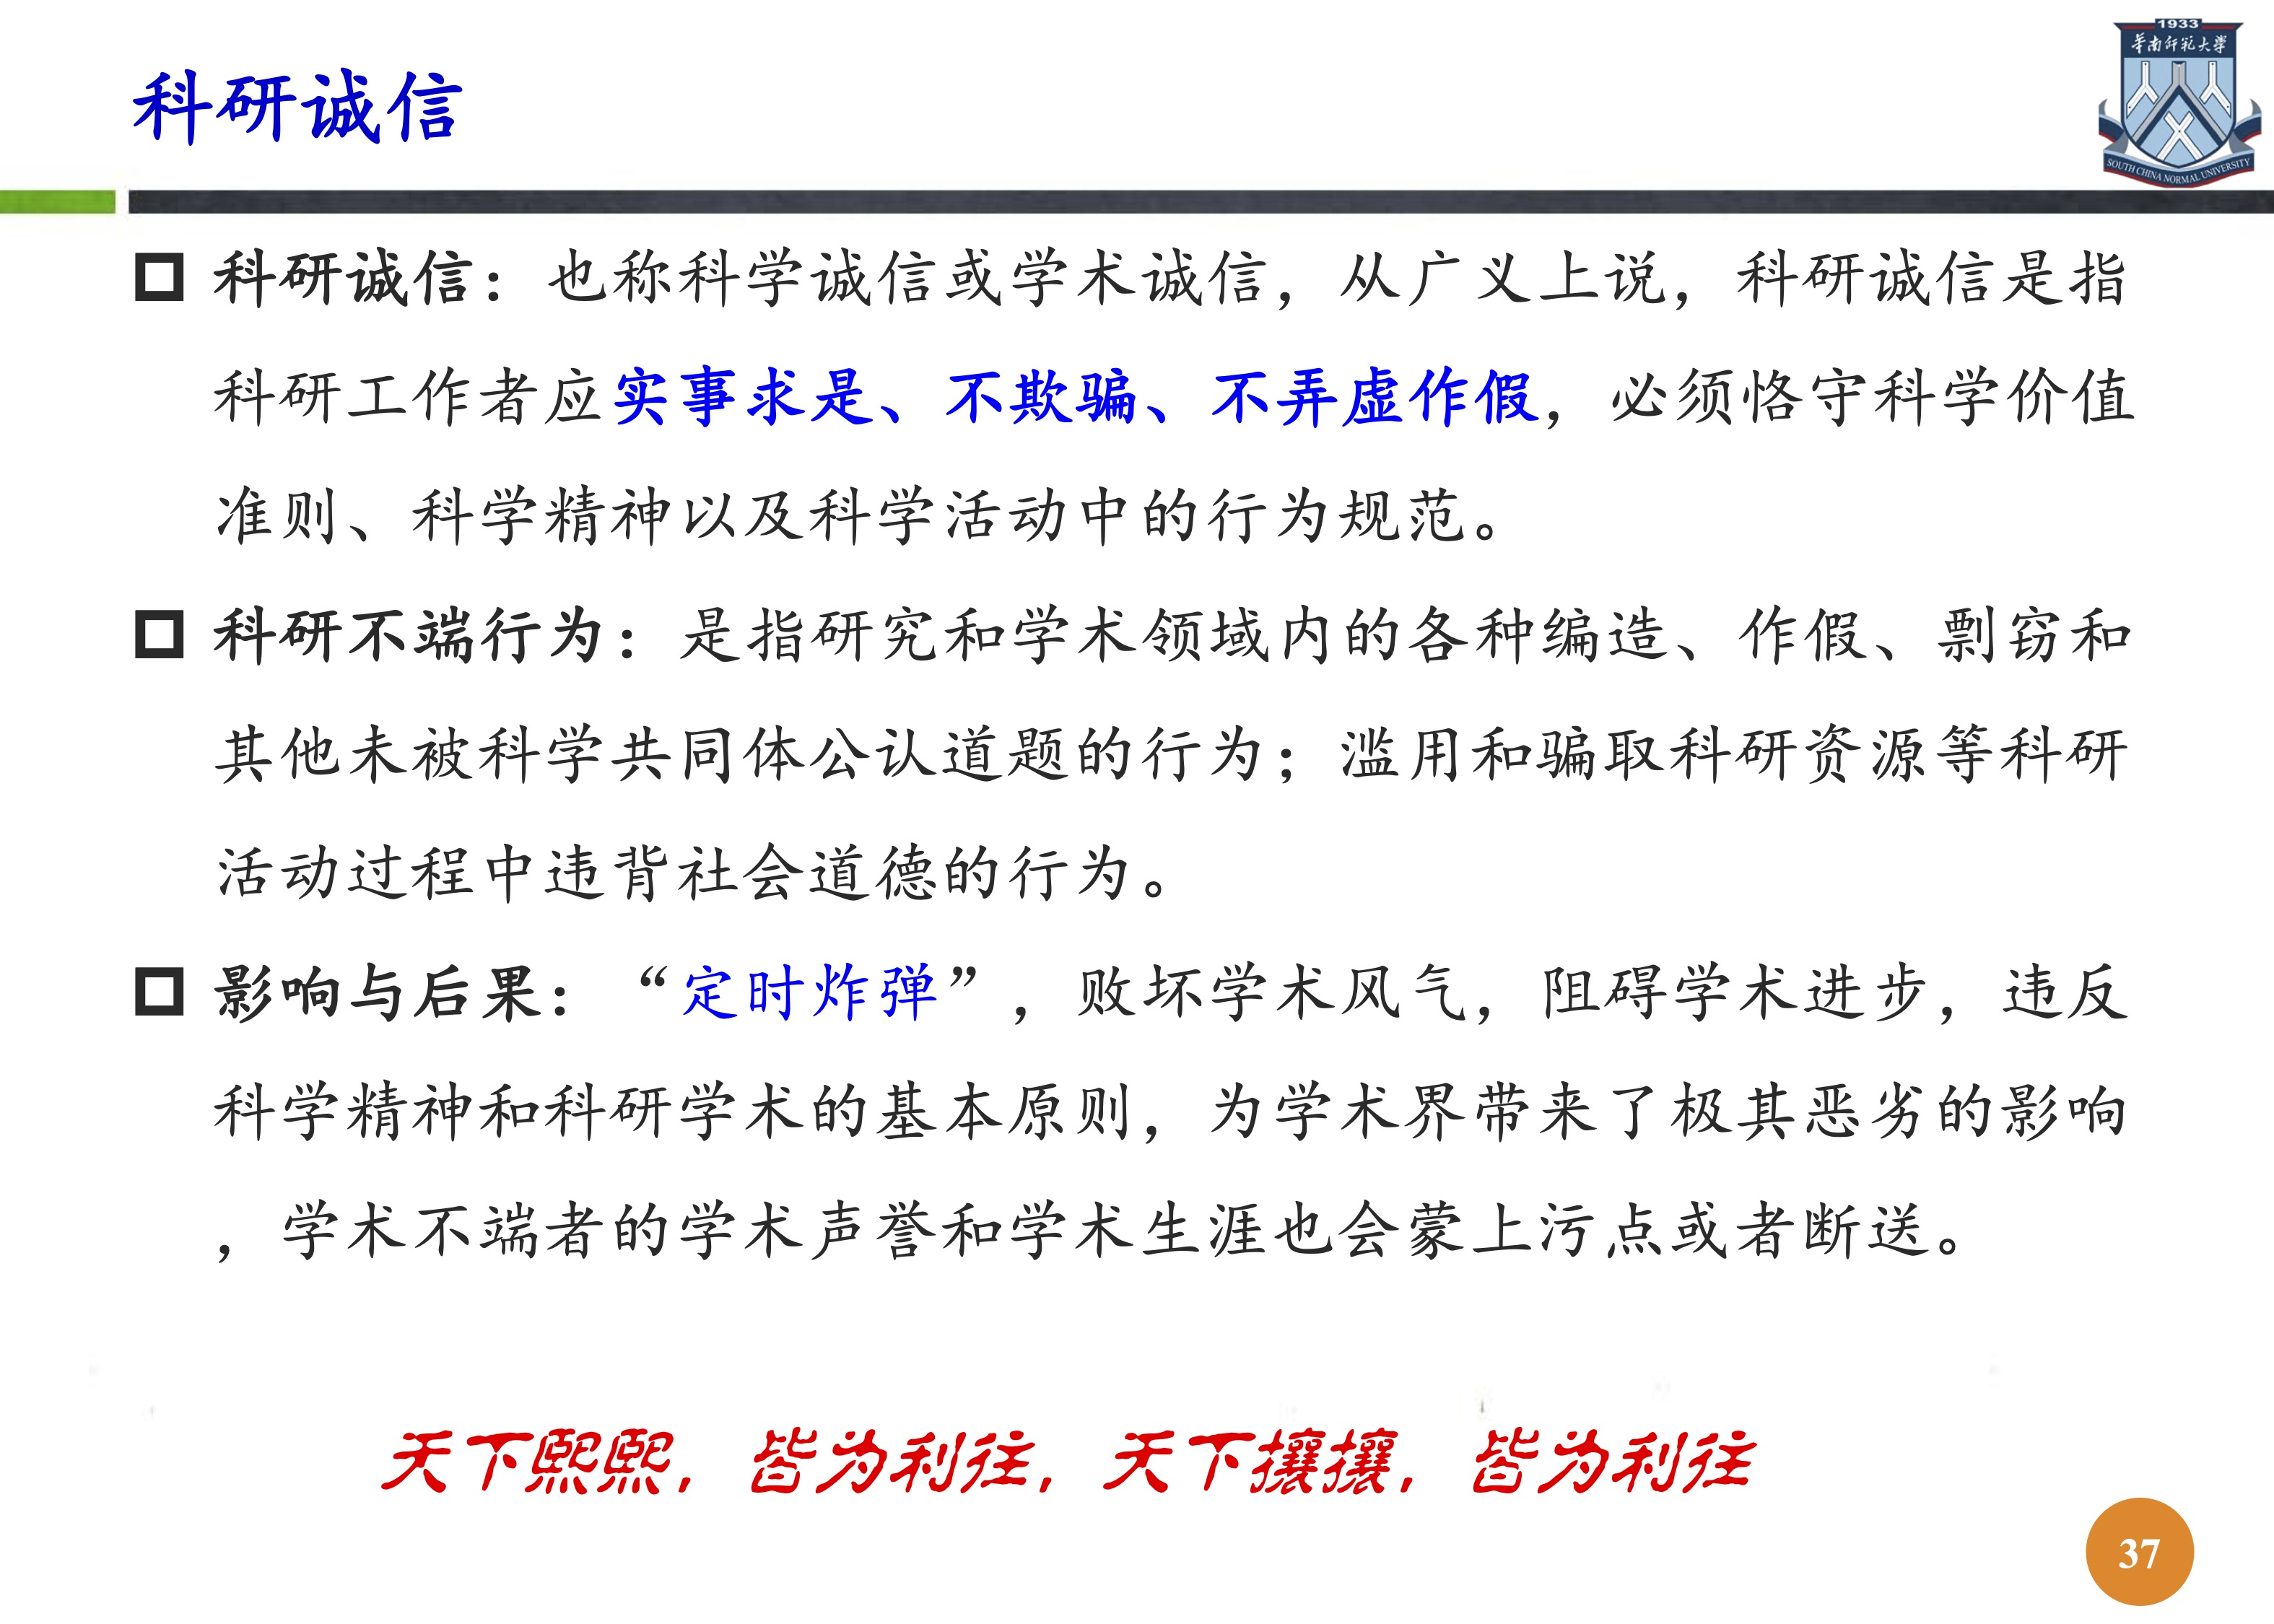 科研诚信
1933
华南师范大学
SOUTH CHINA NORMAL UNIVERSITY
科研诚信：也称科学诚信或学术诚信，从广义上说，科研诚信是指
科研工作者应实事求是、不欺骗、不弄虚作假，必须恪守科学价值
准则、科学精神以及科学活动中的行为规范。
科研不端行为：是指研究和学术领域内的各种编造、作假、剽窃和
其他未被科学共同体公认道题的行为；滥用和骗取科研资源等科研
活动过程中违背社会道德的行为。
影响与后果：“定时炸弹”，败坏学术风气，阻碍学术进步，违反
科学精神和科研学术的基本原则，为学术界带来了极其恶劣的影响
，学术不端者的学术声誉和学术生涯也会蒙上污点或者断送。
天下熙熙，皆为利往，天下攘攘，皆为利往
37